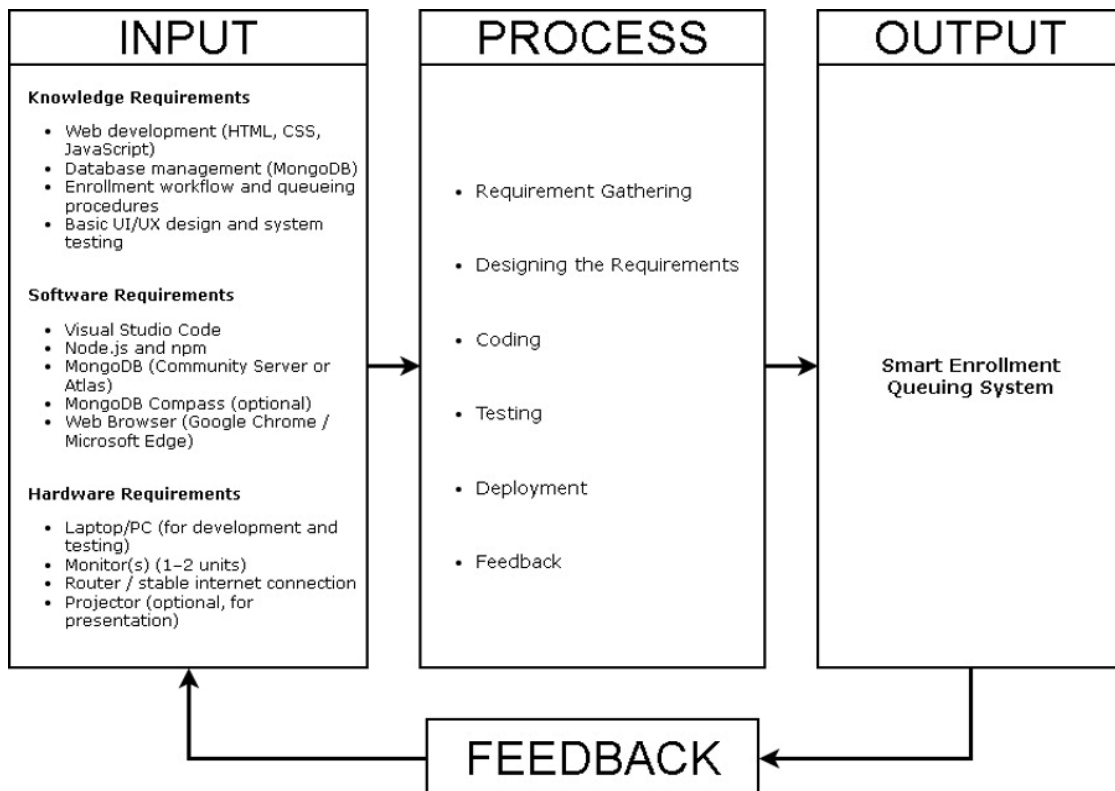 INPUT
Knowledge Requirements
• Web development (HTML, CSS,
JavaScript)
• Database management (MongoDB)
• Enrollment workflow and queueing
procedures
• Basic UI/UX design and system
testing
Software Requirements
• Visual Studio Code
• Node.js and npm
• MongoDB (Community Server or
Atlas)
• MongoDB Compass (optional)
• Web Browser (Google Chrome /
Microsoft Edge)
Hardware Requirements
• Laptop/PC (for development and
testing)
• Monitor(s) (1–2 units)
• Router / stable internet connection
• Projector (optional, for
presentation)
PROCESS
• Requirement Gathering
• Designing the Requirements
• Coding
• Testing
• Deployment
• Feedback
OUTPUT
Smart Enrollment
Queuing System
FEEDBACK